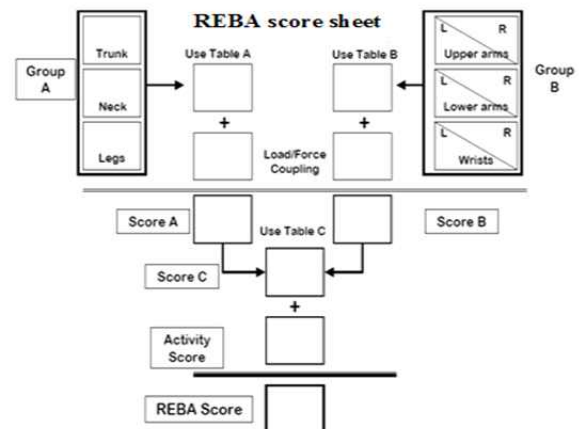 REBA score sheet
Use Table A
Use Table B
Group
A
Trunk
Neck
Legs
L R
Upper arms
L R
Lower arms
L R
Wrists
Group
B
+
+
Load/Force
Coupling
Score A
Use Table C
Score B
Score C
+
Activity
Score
REBA Score